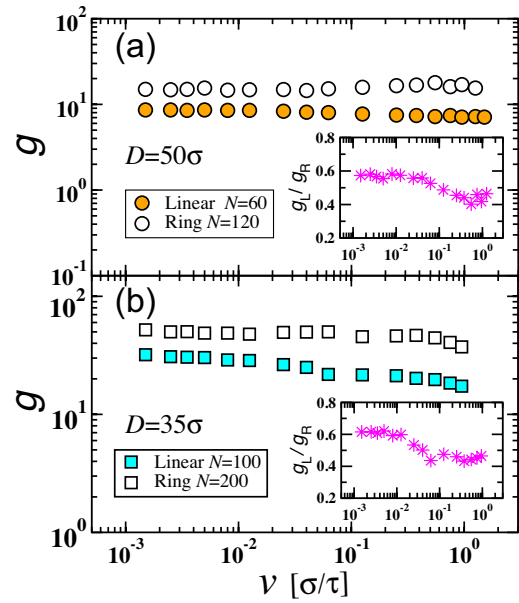 10²
(a)
10¹
g
D=50σ
10⁰
Linear N=60
Ring N=120
10⁻¹
0.8
0.6
g_L/g_R
0.4
0.2
10⁻³ 10⁻² 10⁻¹ 10⁰ 10¹
(b)
10²
g
10¹
D=35σ
Linear N=100
Ring N=200
10⁰
0.8
0.6
g_L/g_R
0.4
0.2
10⁻³ 10⁻² 10⁻¹ 10⁰ 10¹
10⁻³ 10⁻² 10⁻¹ 10⁰
ν [σ/τ]